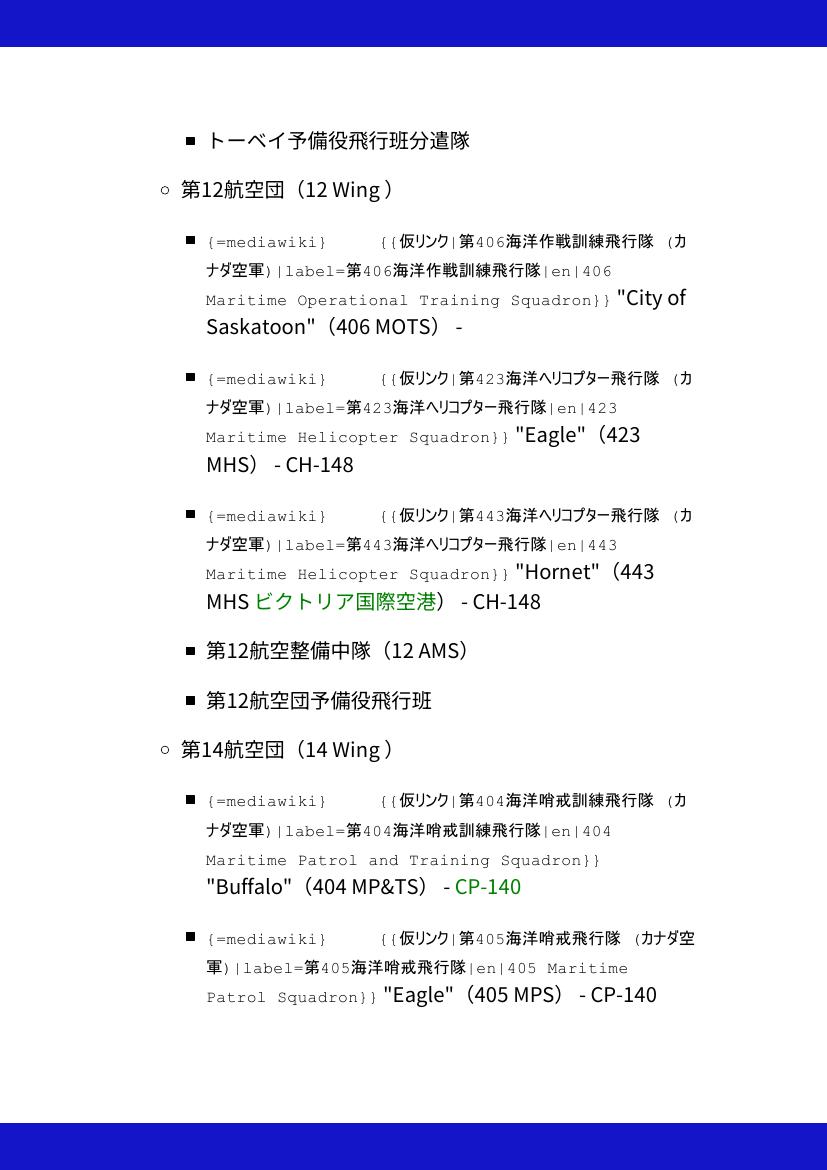 トーベイ予備役飛行班分遣隊
第12航空団（12 Wing ）
{=mediawiki} {{仮リンク|第406海洋作戦訓練飛行隊 (カ
ナダ空軍)|label=第406海洋作戦訓練飛行隊|en|406
Maritime Operational Training Squadron}} "City of
Saskatoon"（406 MOTS） -
{=mediawiki} {{仮リンク|第423海洋ヘリコプター飛行隊 (カ
ナダ空軍)|label=第423海洋ヘリコプター飛行隊|en|423
Maritime Helicopter Squadron}} "Eagle"（423
MHS） - CH-148
{=mediawiki} {{仮リンク|第443海洋ヘリコプター飛行隊 (カ
ナダ空軍)|label=第443海洋ヘリコプター飛行隊|en|443
Maritime Helicopter Squadron}} "Hornet"（443
MHS ビクトリア国際空港） - CH-148
第12航空整備中隊（12 AMS）
第12航空団予備役飛行班
第14航空団（14 Wing ）
{=mediawiki} {{仮リンク|第404海洋哨戒訓練飛行隊 (カ
ナダ空軍)|label=第404海洋哨戒訓練飛行隊|en|404
Maritime Patrol and Training Squadron}}
"Buffalo"（404 MP&TS） - CP-140
{=mediawiki} {{仮リンク|第405海洋哨戒飛行隊 (カナダ空
軍)|label=第405海洋哨戒飛行隊|en|405 Maritime
Patrol Squadron}} "Eagle"（405 MPS） - CP-140